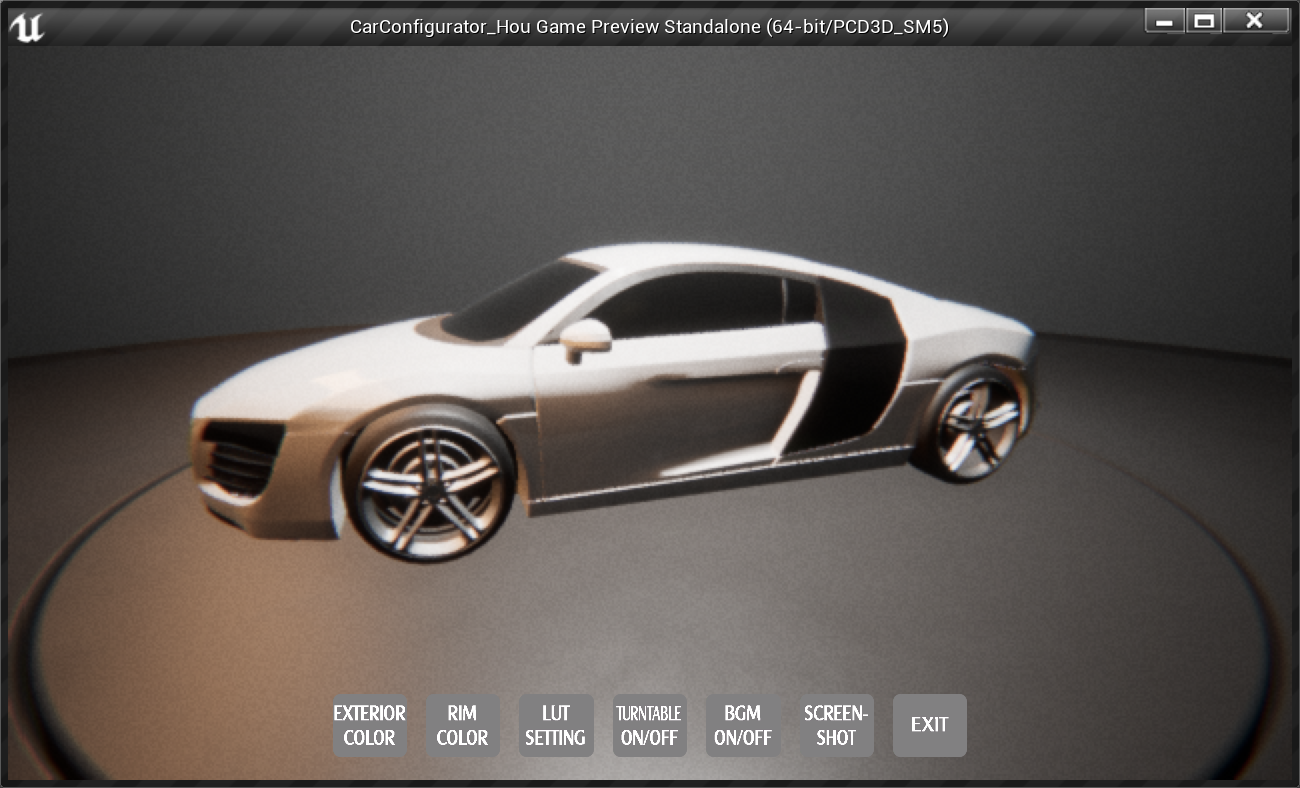 CarConfigurator_Hou Game Preview Standalone (64-bit/PCD3D_SM5)
EXTERIOR
COLOR
RIM
COLOR
LUT
SETTING
TURNTABLE
ON/OFF
BGM
ON/OFF
SCREEN-
SHOT
EXIT